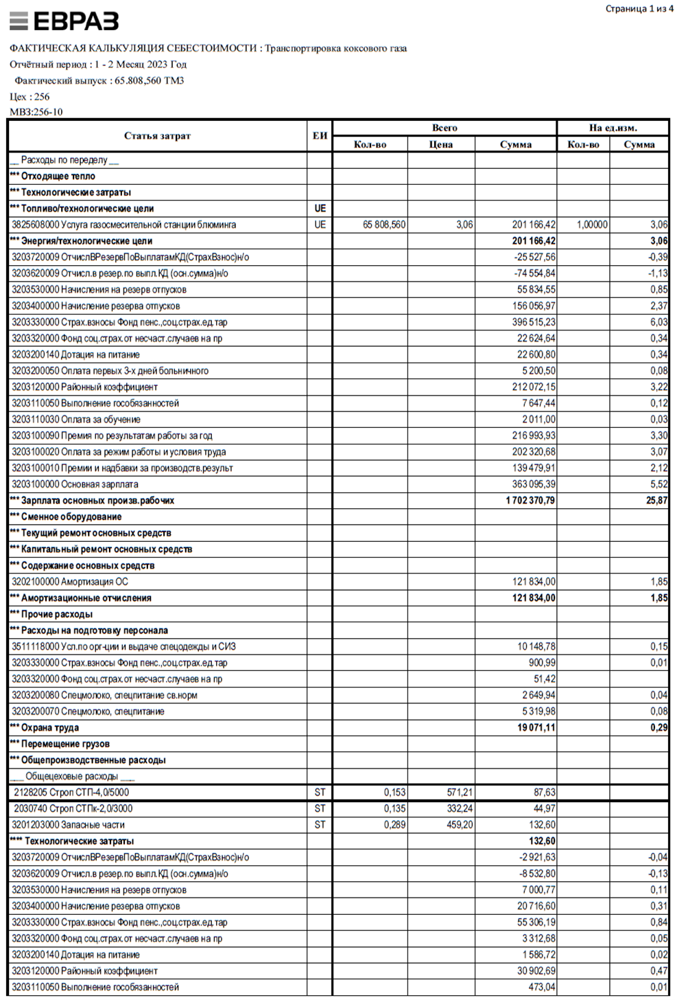 Страница 1 из 4
ЕВРАЗ
ФАКТИЧЕСКАЯ КАЛЬКУЛЯЦИЯ СЕБЕСТОИМОСТИ : Транспортировка коксового газа
Отчётный период : 1 - 2 Месяц 2023 Год
Фактический выпуск : 65.808,560 ТМ3
Цех : 256
МВЗ:256-10
Статья затрат ЕИ Всего На ед.изм.
Кол-во Цена Сумма Кол-во Сумма
__ Расходы по переделу __
*** Отходящее тепло
*** Технологические затраты
*** Топливо/технологические цели UE
3825608000 Услуга газосмесительной станции блюминга UE 65 808,560 3,06 201 166,42 1,00000 3,06
*** Энергия/технологические цели 201 166,42 3,06
3203720009 ОтчислВРезервПоВыплатамКД(СтрахВзнос)н/о -25 527,56 -0,39
3203620009 Отчисл.в резер.по выпл.КД (осн.сумма)н/о -74 554,84 -1,13
3203530000 Начисления на резерв отпусков 55 834,55 0,85
3203400000 Начисление резерва отпусков 156 056,97 2,37
3203330000 Страх.взносы Фонд пенс.,соц.страх.ед.тар 396 515,23 6,03
3203320000 Фонд соц.страх.от несчаст.случаев на пр 22 624,64 0,34
3203200140 Дотация на питание 22 600,80 0,34
3203200050 Оплата первых 3-х дней больничного 5 200,50 0,08
3203120000 Районный коэффициент 212 072,15 3,22
3203110050 Выполнение гособязанностей 7 647,44 0,12
3203110030 Оплата за обучение 2 011,00 0,03
3203100090 Премия по результатам работы за год 216 993,93 3,30
3203100020 Оплата за режим работы и условия труда 202 320,68 3,07
3203100010 Премии и надбавки за производств.результ 139 479,91 2,12
3203100000 Основная зарплата 363 095,39 5,52
*** Зарплата основных произв.рабочих 1 702 370,79 25,87
*** Сменное оборудование
*** Текущий ремонт основных средств
*** Капитальный ремонт основных средств
*** Содержание основных средств
3202100000 Амортизация ОС 121 834,00 1,85
*** Амортизационные отчисления 121 834,00 1,85
*** Прочие расходы
*** Расходы на подготовку персонала
3511118000 Усл.по орг-ции и выдаче спецодежды и СИЗ 10 148,78 0,15
3203330000 Страх.взносы Фонд пенс.,соц.страх.ед.тар 900,99 0,01
3203320000 Фонд соц.страх.от несчаст.случаев на пр 51,42
3203200080 Спецмолоко, спецпитание св.норм 2 649,94 0,04
3203200070 Спецмолоко, спецпитание 5 319,98 0,08
*** Охрана труда 19 071,11 0,29
*** Перемещение грузов
*** Общепроизводственные расходы
___ Общецеховые расходы ___
2128205 Строп СТП-4,0/5000 ST 0,153 571,21 87,63
2030740 Строп СТПк-2,0/3000 ST 0,135 332,24 44,97
3201203000 Запасные части ST 0,289 459,20 132,60
**** Технологические затраты 132,60
3203720009 ОтчислВРезервПоВыплатамКД(СтрахВзнос)н/о -2 921,63 -0,04
3203620009 Отчисл.в резер.по выпл.КД (осн.сумма)н/о -8 532,80 -0,13
3203530000 Начисления на резерв отпусков 7 000,77 0,11
3203400000 Начисление резерва отпусков 20 716,60 0,31
3203330000 Страх.взносы Фонд пенс.,соц.страх.ед.тар 55 306,19 0,84
3203320000 Фонд соц.страх.от несчаст.случаев на пр 3 312,68 0,05
3203200140 Дотация на питание 1 586,72 0,02
3203120000 Районный коэффициент 30 902,69 0,47
3203110050 Выполнение гособязанностей 473,04 0,01